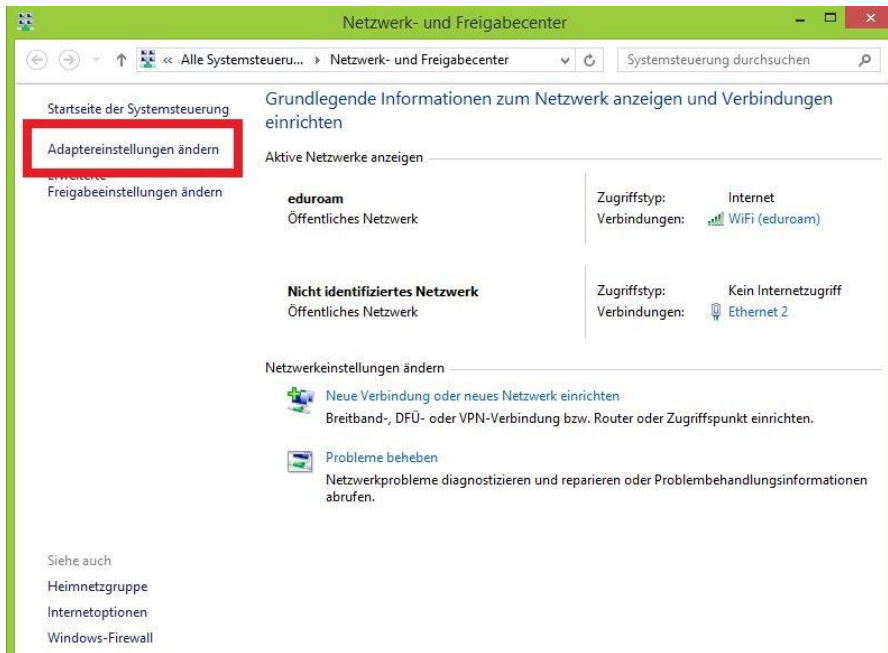 Netzwerk- und Freigabecenter
« Alle Systemsteueru... ▸ Netzwerk- und Freigabecenter
Systemsteuerung durchsuchen
Startseite der Systemsteuerung
Adaptereinstellungen ändern
Erweiterte
Freigabeeinstellungen ändern
Grundlegende Informationen zum Netzwerk anzeigen und Verbindungen
einrichten
Aktive Netzwerke anzeigen
eduroam
Öffentliches Netzwerk
Zugriffstyp: Internet
Verbindungen: WiFi (eduroam)
Nicht identifiziertes Netzwerk
Öffentliches Netzwerk
Zugriffstyp: Kein Internetzugriff
Verbindungen: Ethernet 2
Netzwerkeinstellungen ändern
Neue Verbindung oder neues Netzwerk einrichten
Breitband-, DFÜ- oder VPN-Verbindung bzw. Router oder Zugriffspunkt einrichten.
Probleme beheben
Netzwerkprobleme diagnostizieren und reparieren oder Problembehandlungsinformationen
abrufen.
Siehe auch
Heimnetzgruppe
Internetoptionen
Windows-Firewall